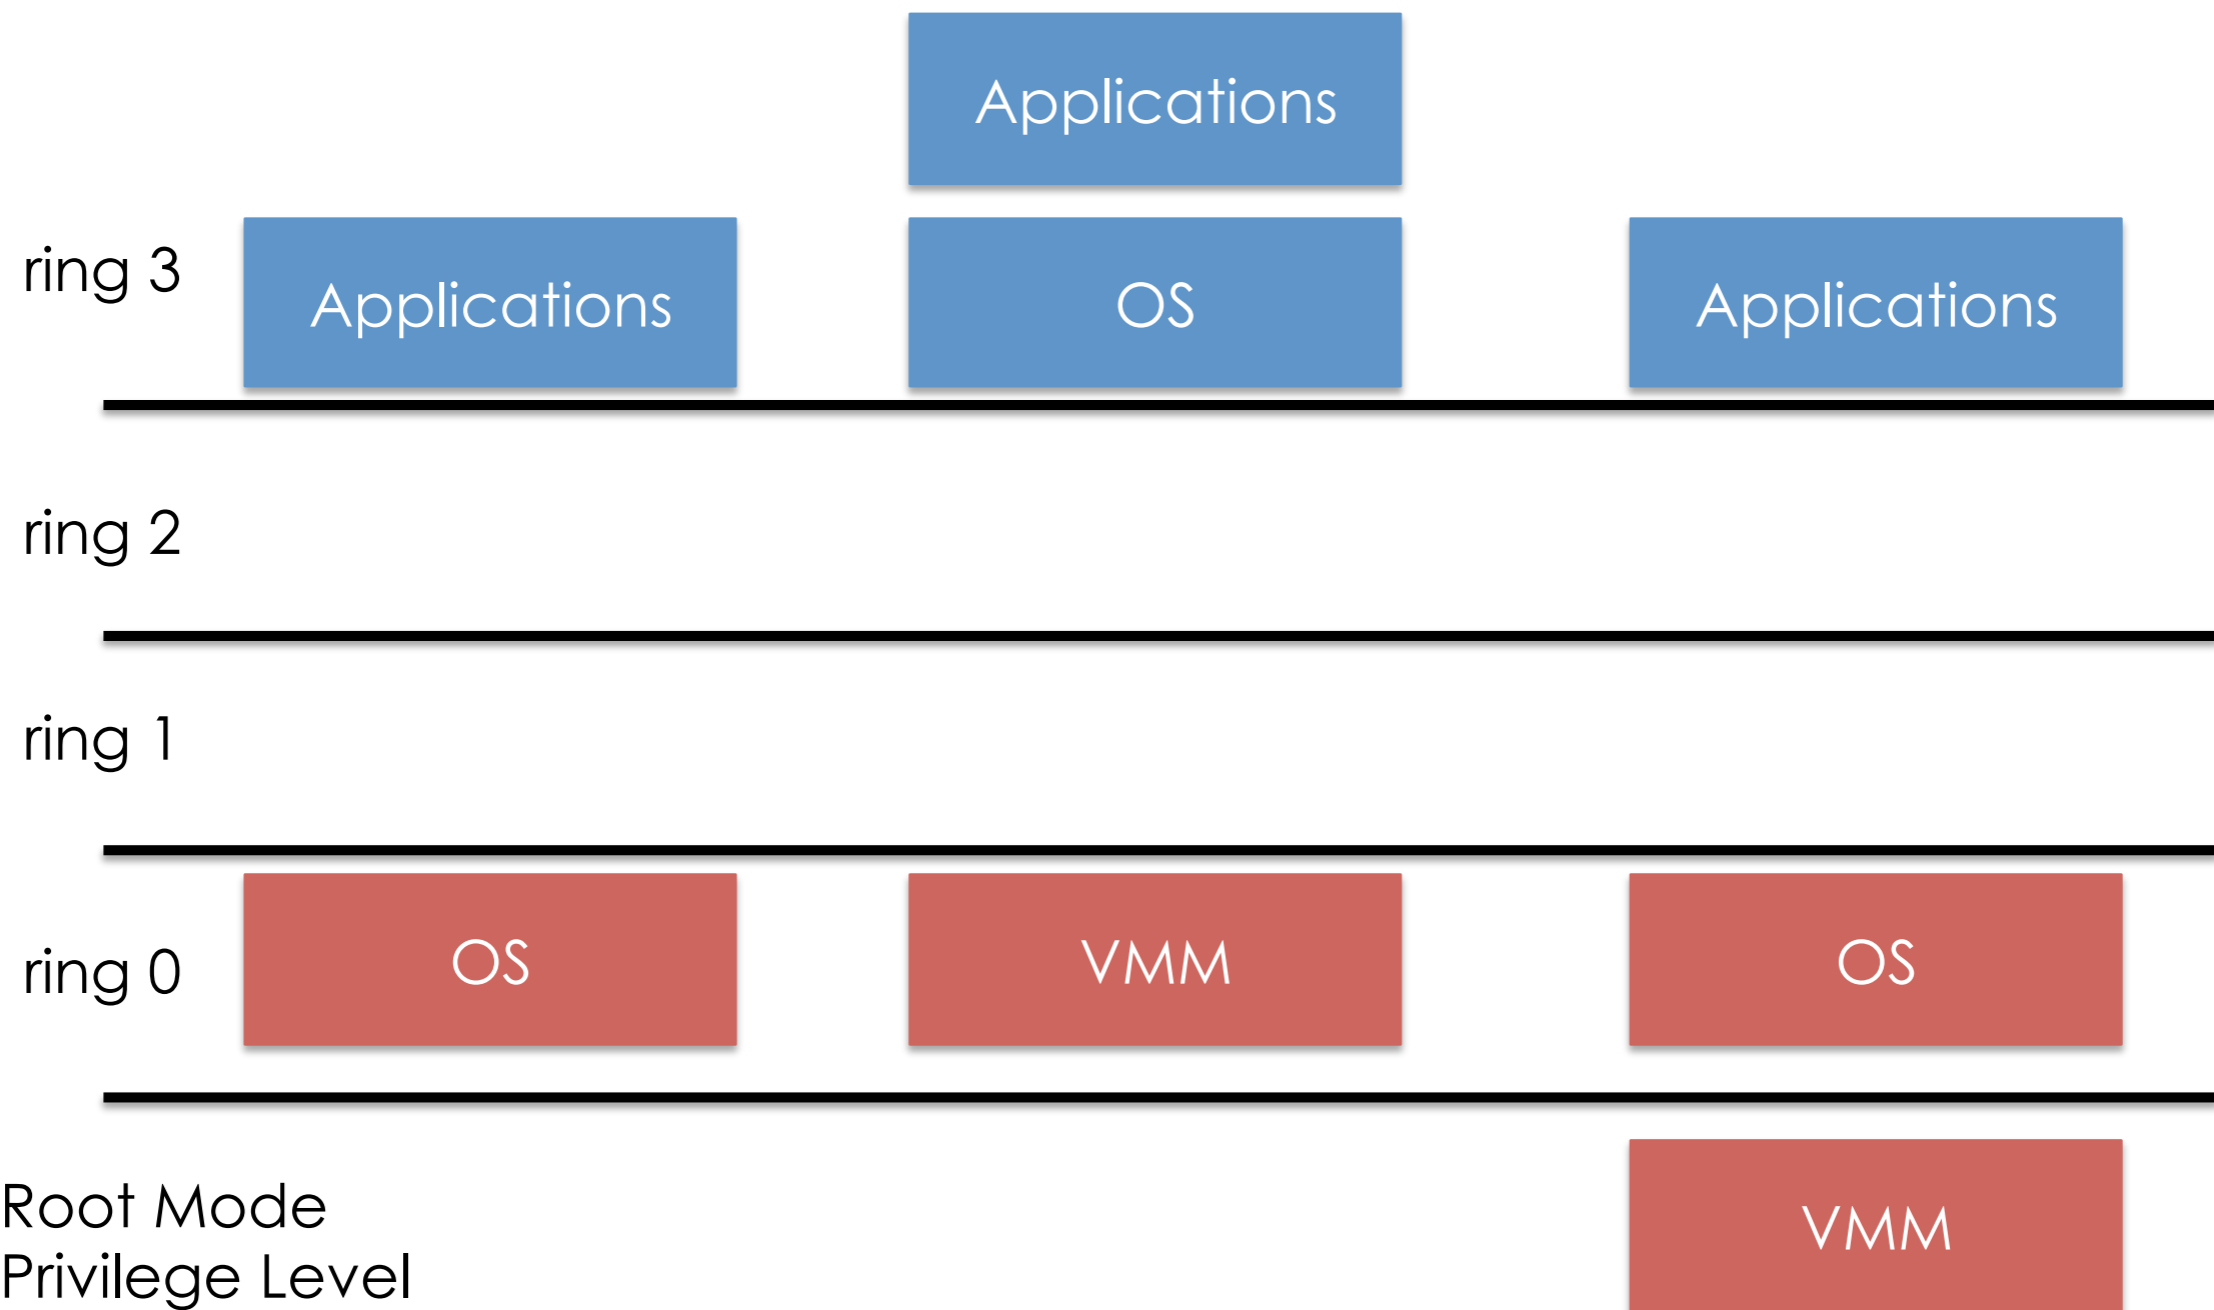 Applications
ring 3
Applications
OS
Applications
ring 2
ring 1
ring 0
OS
VMM
OS
Root Mode
Privilege Level
VMM